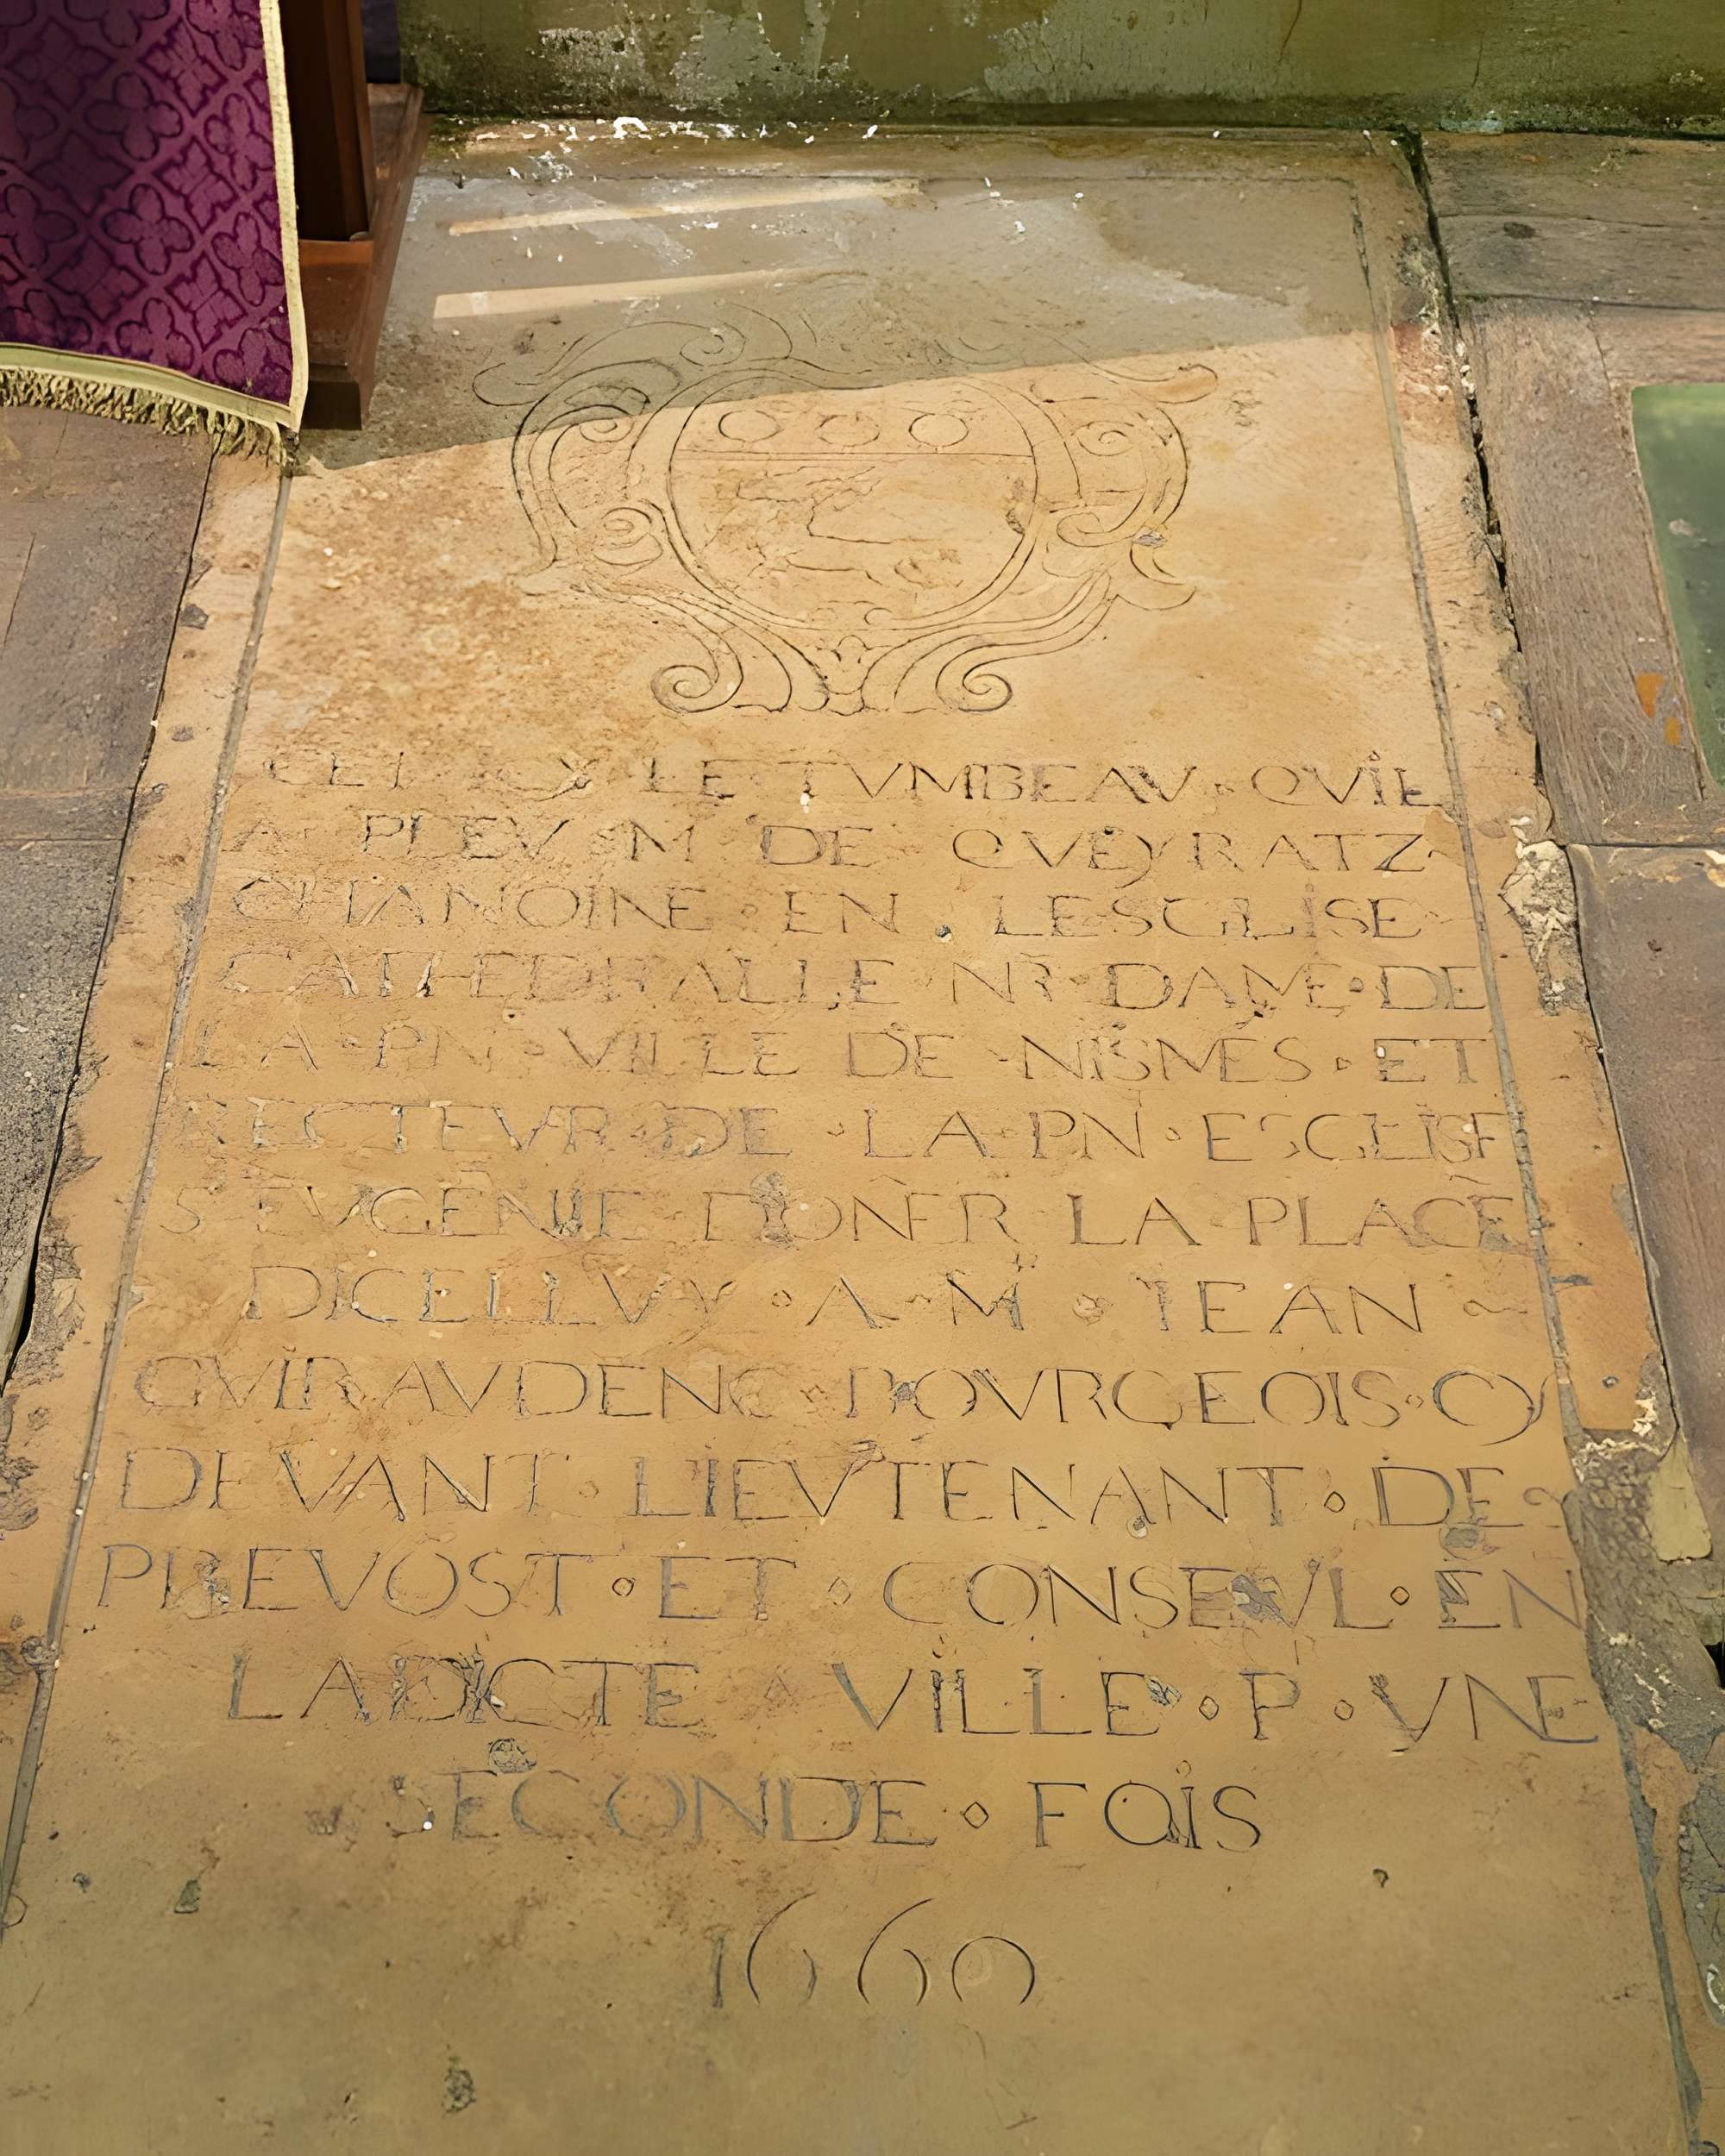 LE TVMBEAV · QVIL
A PLEV M DE QVEYRATZ
CHANOINE · EN · LESGLISE
CATHEDRALLE · NR · DAME · DE
LA · PN · VILLE DE · NISMES · ET
RECTEVR · DE · LA · PN · ESGLISE
S · EVGENIE DŌNER LA · PLACE
DICELLVY · A · M · IEAN
GVIRAVDENC · BOVRGEOIS · CY
DEVANT · LIEVTENANT · DE
PREVOST · ET · CONSEVL · EN
LADICTE VILLE · P · VNE
SECONDE · FOIS
1660